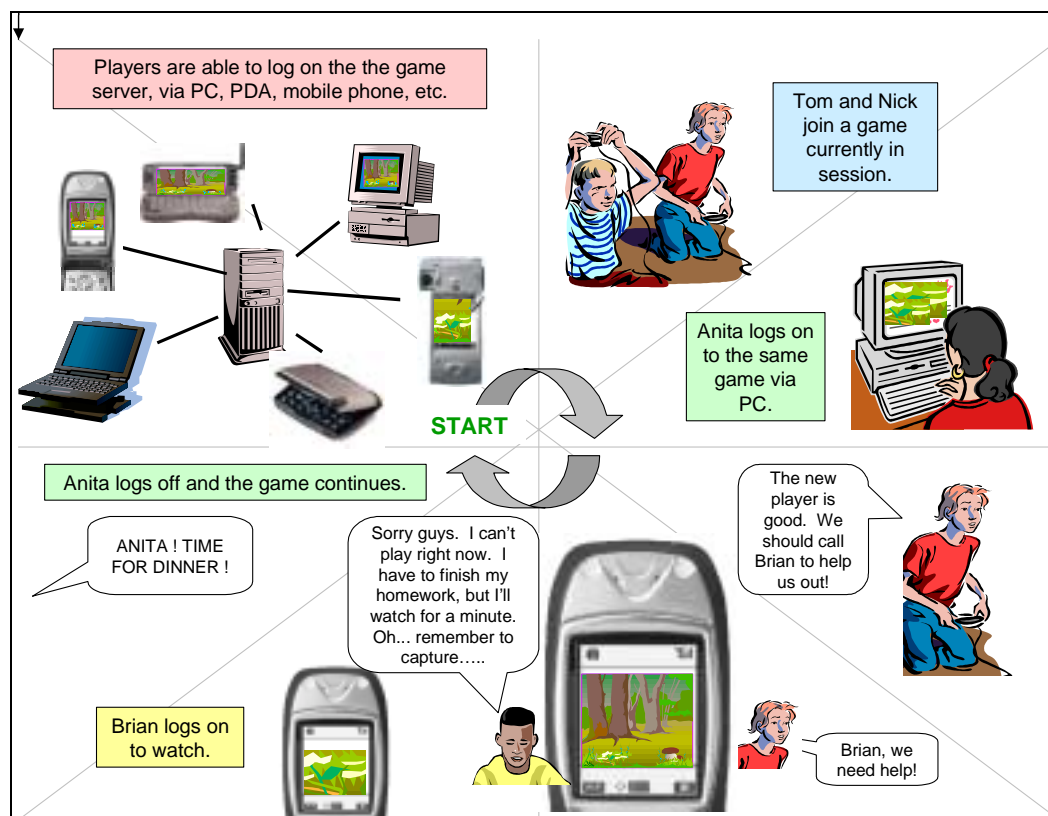 Players are able to log on the the game
server, via PC, PDA, mobile phone, etc.
Tom and Nick
join a game
currently in
session.
Anita logs on
to the same
game via
PC.
START
The new
player is
good.  We
should call
Brian to help
us out!
Brian, we
need help!
Sorry guys.  I can't
play right now.  I
have to finish my
homework, but I'll
watch for a minute.
Oh... remember to
capture…..
Brian logs on
to watch.
Anita logs off and the game continues.
ANITA ! TIME
FOR DINNER !